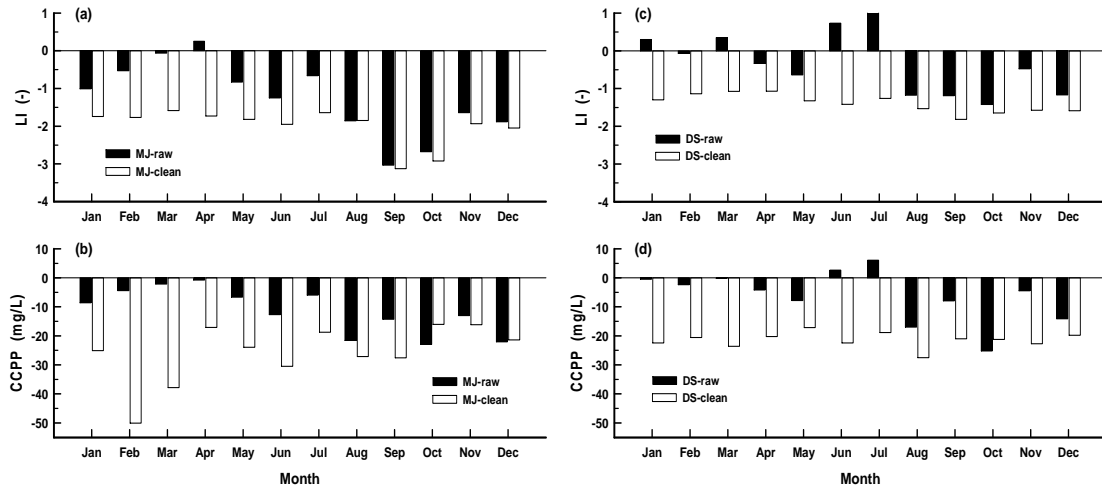 (a)
LI (-)
1
0
-1
-2
-3
-4
MJ-raw
MJ-clean
Jan Feb Mar Apr May Jun Jul Aug Sep Oct Nov Dec
(c)
LI (-)
1
0
-1
-2
-3
-4
DS-raw
DS-clean
Jan Feb Mar Apr May Jun Jul Aug Sep Oct Nov Dec
(b)
CCPP (mg/L)
10
0
-10
-20
-30
-40
-50
MJ-raw
MJ-clean
Jan Feb Mar Apr May Jun Jul Aug Sep Oct Nov Dec
Month
(d)
CCPP (mg/L)
10
0
-10
-20
-30
-40
-50
DS-raw
DS-clean
Jan Feb Mar Apr May Jun Jul Aug Sep Oct Nov Dec
Month